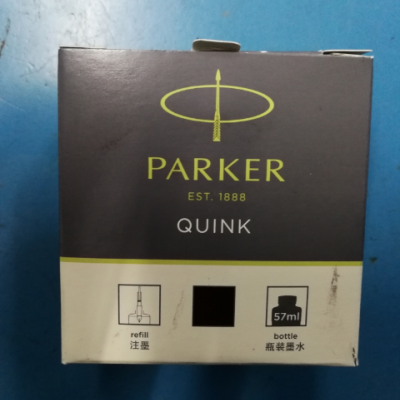 PARKER
EST. 1888
QUINK
57ml
refill
bottle
注墨
瓶装墨水